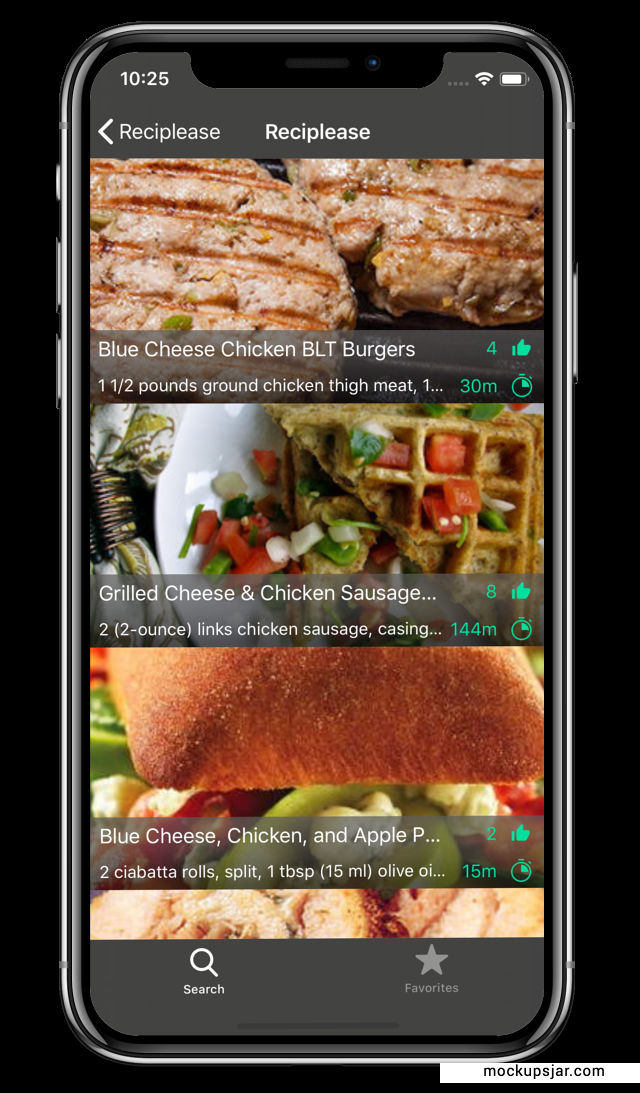 10:25
Reciplease
Reciplease
Blue Cheese Chicken BLT Burgers
4
1 1/2 pounds ground chicken thigh meat, 1...
30m
Grilled Cheese & Chicken Sausage...
8
2 (2-ounce) links chicken sausage, casing...
144m
Blue Cheese, Chicken, and Apple P...
2
2 ciabatta rolls, split, 1 tbsp (15 ml) olive oi...
15m
Search
Favorites
mockupsjar.com